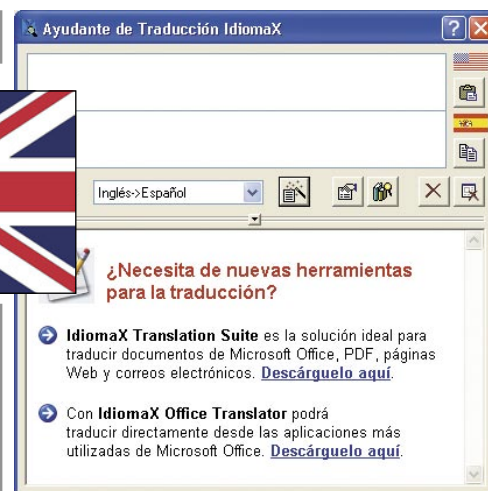 Ayudante de Traducción IdiomaX
Inglés->Español
¿Necesita de nuevas herramientas
para la traducción?
IdiomaX Translation Suite es la solución ideal para
traducir documentos de Microsoft Office, PDF, páginas
Web y correos electrónicos. Descárguelo aquí.
Con IdiomaX Office Translator podrá
traducir directamente desde las aplicaciones más
utilizadas de Microsoft Office. Descárguelo aquí.